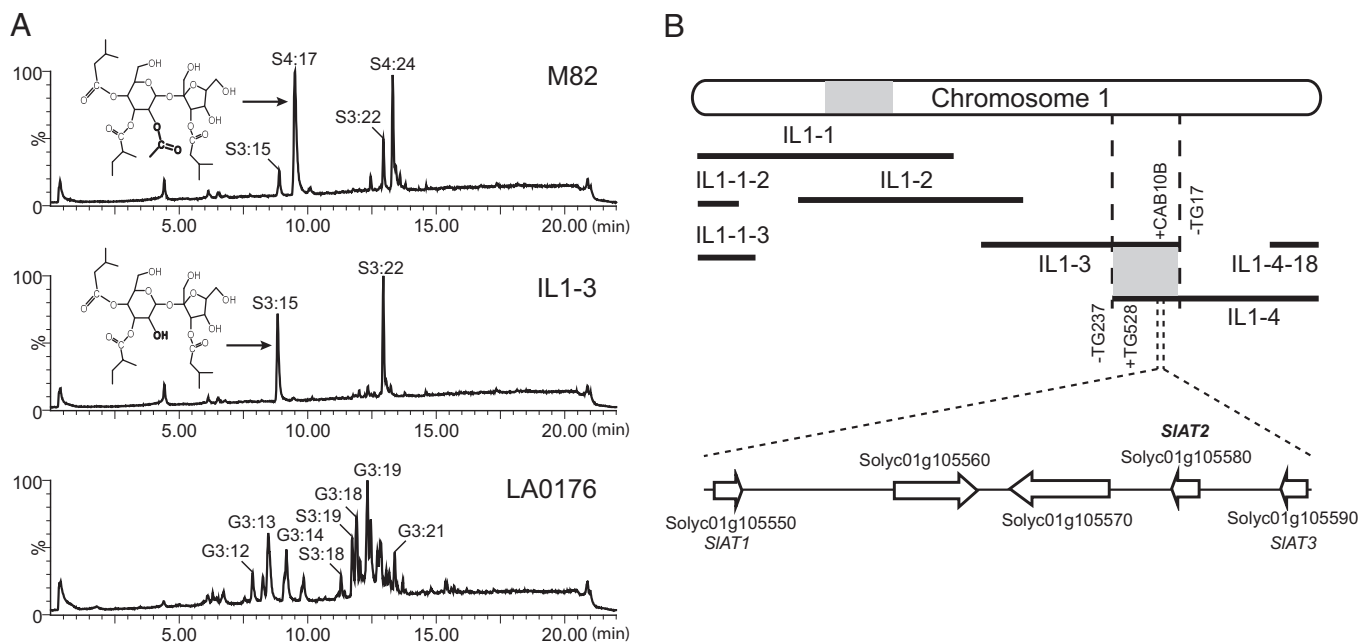 A
M82
100
%
0
S3:15
S4:17
S3:22
S4:24
5.00 10.00 15.00 20.00 (min)
HO OH OH OH OH
O O O O O O O O
C C C C
IL1-3
100
%
0
S3:15
S3:22
5.00 10.00 15.00 20.00 (min)
LA0176
100
%
0
G3:12
G3:13
G3:14
S3:18
S3:19
G3:18
G3:19
G3:21
5.00 10.00 15.00 20.00 (min)
B
Chromosome 1
IL1-1
IL1-1-2
IL1-2
IL1-1-3
IL1-3
+CAB10B
-TG17
IL1-4-18
IL1-4
-TG237
+TG528
SlAT2
Solyc01g105560
Solyc01g105580
Solyc01g105550
SlAT1
Solyc01g105570
Solyc01g105590
SlAT3